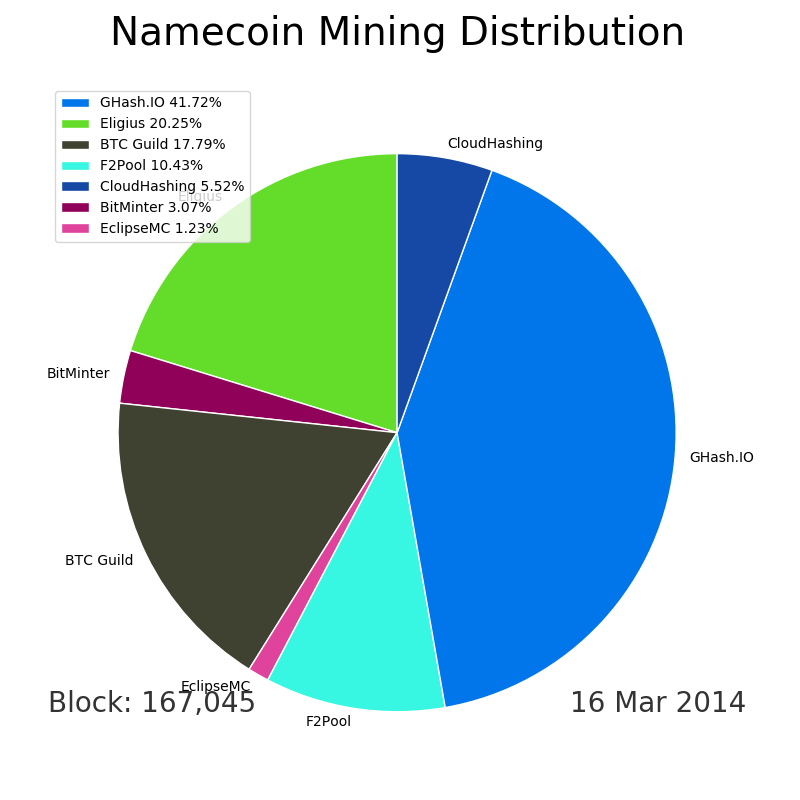 Namecoin Mining Distribution
GHash.IO 41.72%
Eligius 20.25%
BTC Guild 17.79%
F2Pool 10.43%
CloudHashing 5.52%
BitMinter 3.07%
EclipseMC 1.23%
CloudHashing
Eligius
BitMinter
GHash.IO
BTC Guild
EclipseMC
F2Pool
Block: 167,045
16 Mar 2014